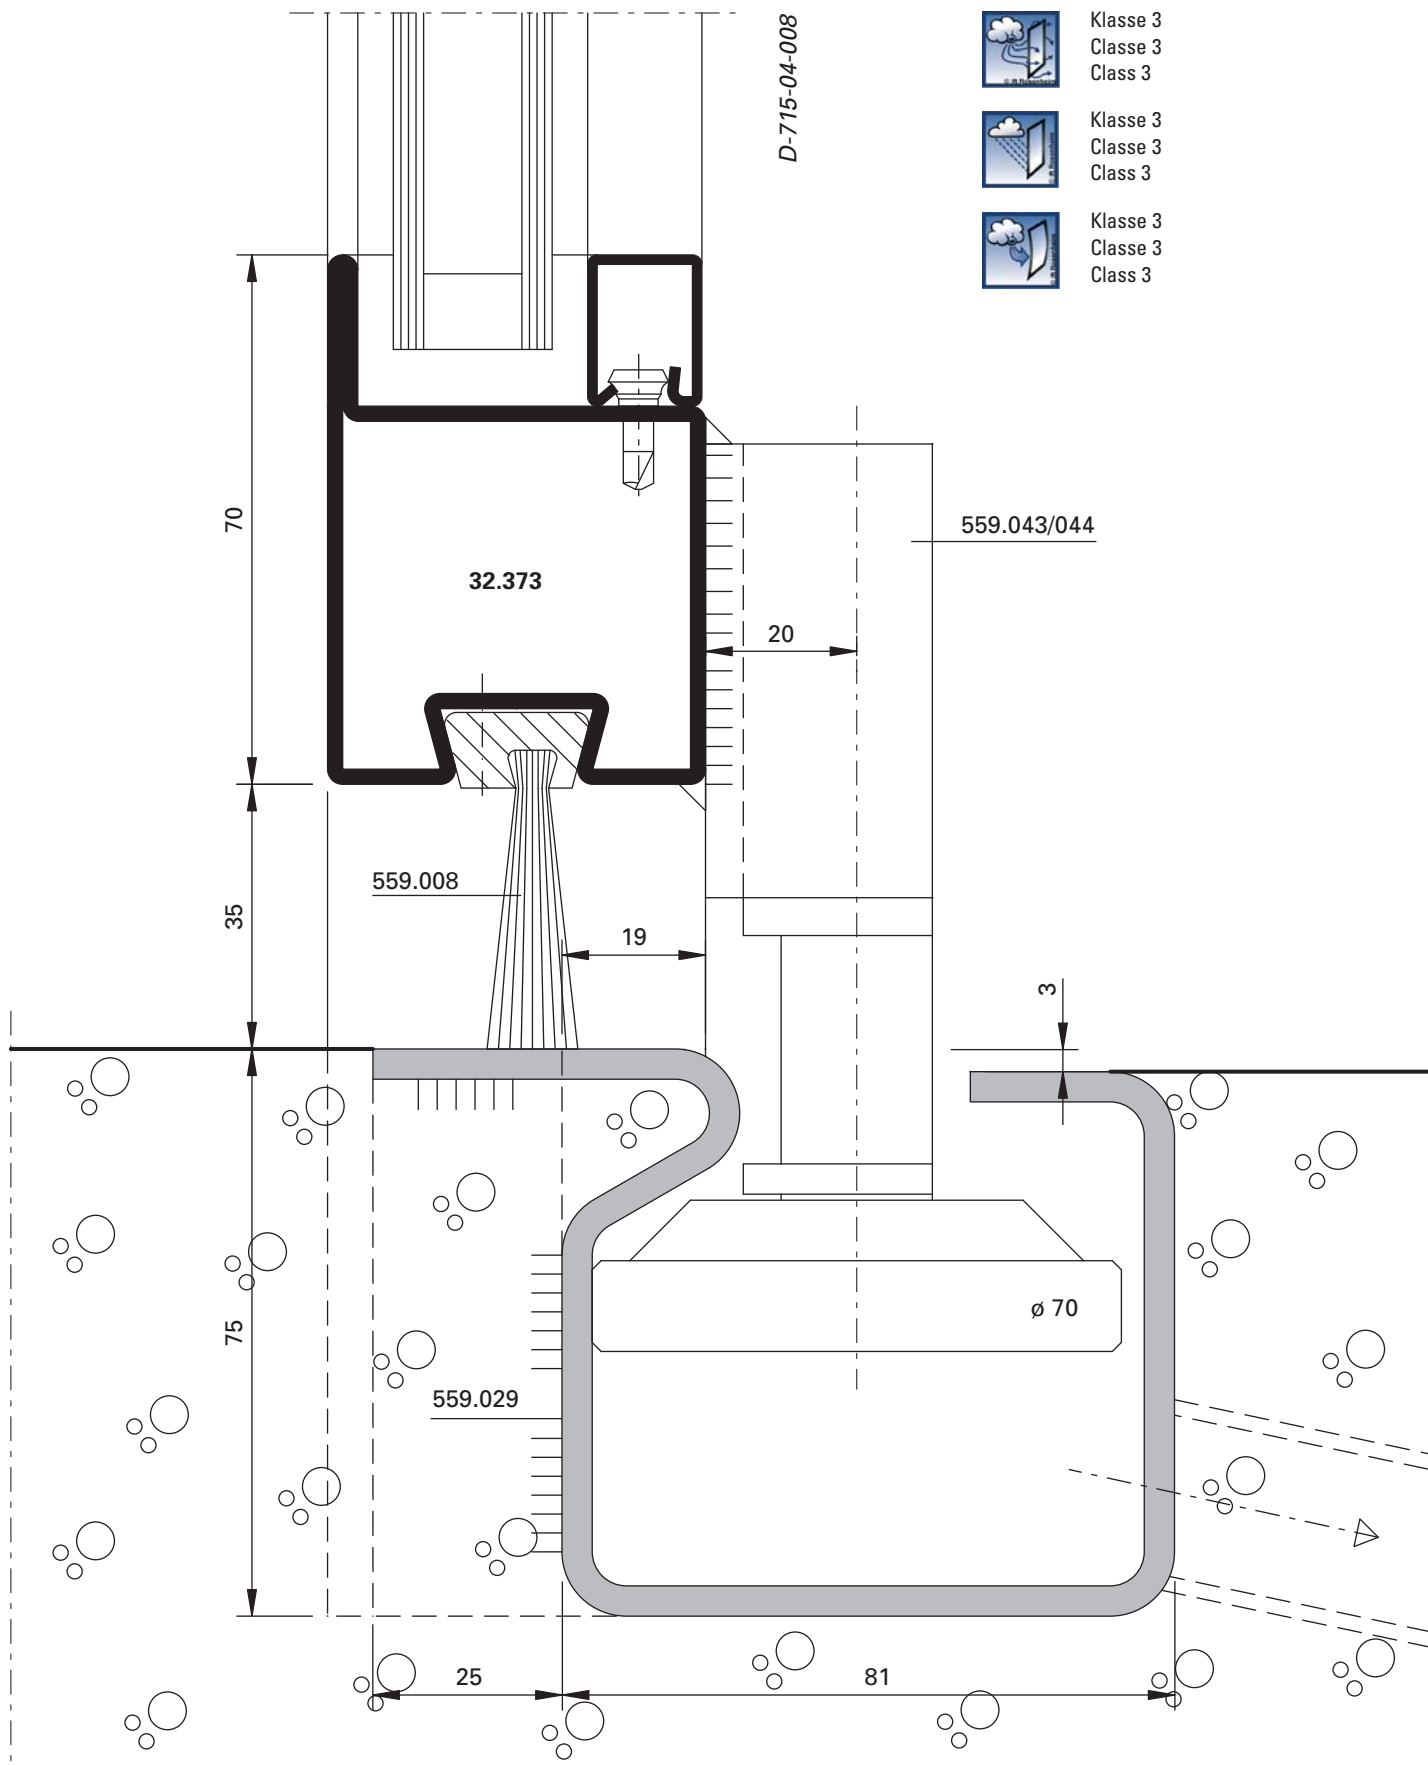 D-715-04-008
Klasse 3
Classe 3
Class 3
Klasse 3
Classe 3
Class 3
Klasse 3
Classe 3
Class 3
70
559.043/044
32.373
20
559.008
35
19
3
ø 70
75
559.029
25
81